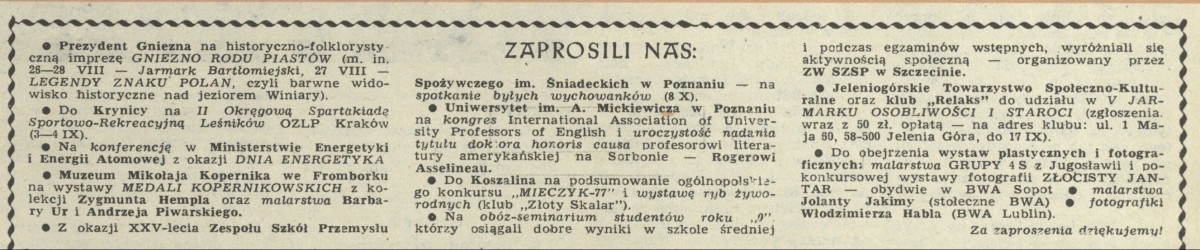 ● Prezydent Gniezna na historyczno-folklorysty-
czną imprezę GNIEZNO RODU PIASTÓW (m. in.
26—28 VIII — Jarmark Bartłomiejski, 27 VIII —
LEGENDY ZNAKU POLAN, czyli barwne wido-
wisko historyczne nad jeziorem Winiary).
● Do Krynicy na II Okręgową Spartakiadę
Sportowo-Rekreacyjną Leśników OZLP Kraków
(3—4 IX).
● Na konferencję w Ministerstwie Energetyki
i Energii Atomowej z okazji DNIA ENERGETYKA
● Muzeum Mikołaja Kopernika we Fromborku
na wystawy MEDALI KOPERNIKOWSKICH z ko-
lekcji Zygmunta Hempla oraz malarstwa Barba-
ry Ur i Andrzeja Piwarskiego.
● Z okazji XXV-lecia Zespołu Szkół Przemysłu
ZAPROSILI NAS:
Spożywczego im. Śniadeckich w Poznaniu — na
spotkanie byłych wychowanków (8 X).
● Uniwersytet im. A. Mickiewicza w Poznaniu
na kongres International Association of Univer-
sity Professors of English i uroczystość nadania
tytułu doktora honoris causa profesorowi litera-
tury amerykańskiej na Sorbonie — Rogerowi
Asselineau.
● Do Koszalina na podsumowanie ogólnopolskie-
go konkursu „MIECZYK-77" i wystawę ryb żywo-
rodnych (klub „Złoty Skalar").
● Na obóz-seminarium studentów roku „0",
którzy osiągali dobre wyniki w szkole średniej
i podczas egzaminów wstępnych, wyróżniali się
aktywnością społeczną — organizowany przez
ZW SZSP w Szczecinie.
● Jeleniogórskie Towarzystwo Społeczno-Kultu-
ralne oraz klub „Relaks" do udziału w V JAR-
MARKU OSOBLIWOŚCI I STAROCI (zgłoszenia
wraz z 50 zł. opłatą — na adres klubu: ul. 1 Ma-
ja 60, 58-500 Jelenia Góra, do 17 IX).
● Do obejrzenia wystaw plastycznych i fotogra-
ficznych: malarstwa GRUPY 4S z Jugosławii i po-
konkursowej wystawy fotografii ZŁOCISTY JAN-
TAR — obydwie w BWA Sopot ● malarstwa
Jolanty Jakimy (stołeczne BWA) ● fotografiki
Włodzimierza Habla (BWA Lublin).
Za zaproszenia dziękujemy!